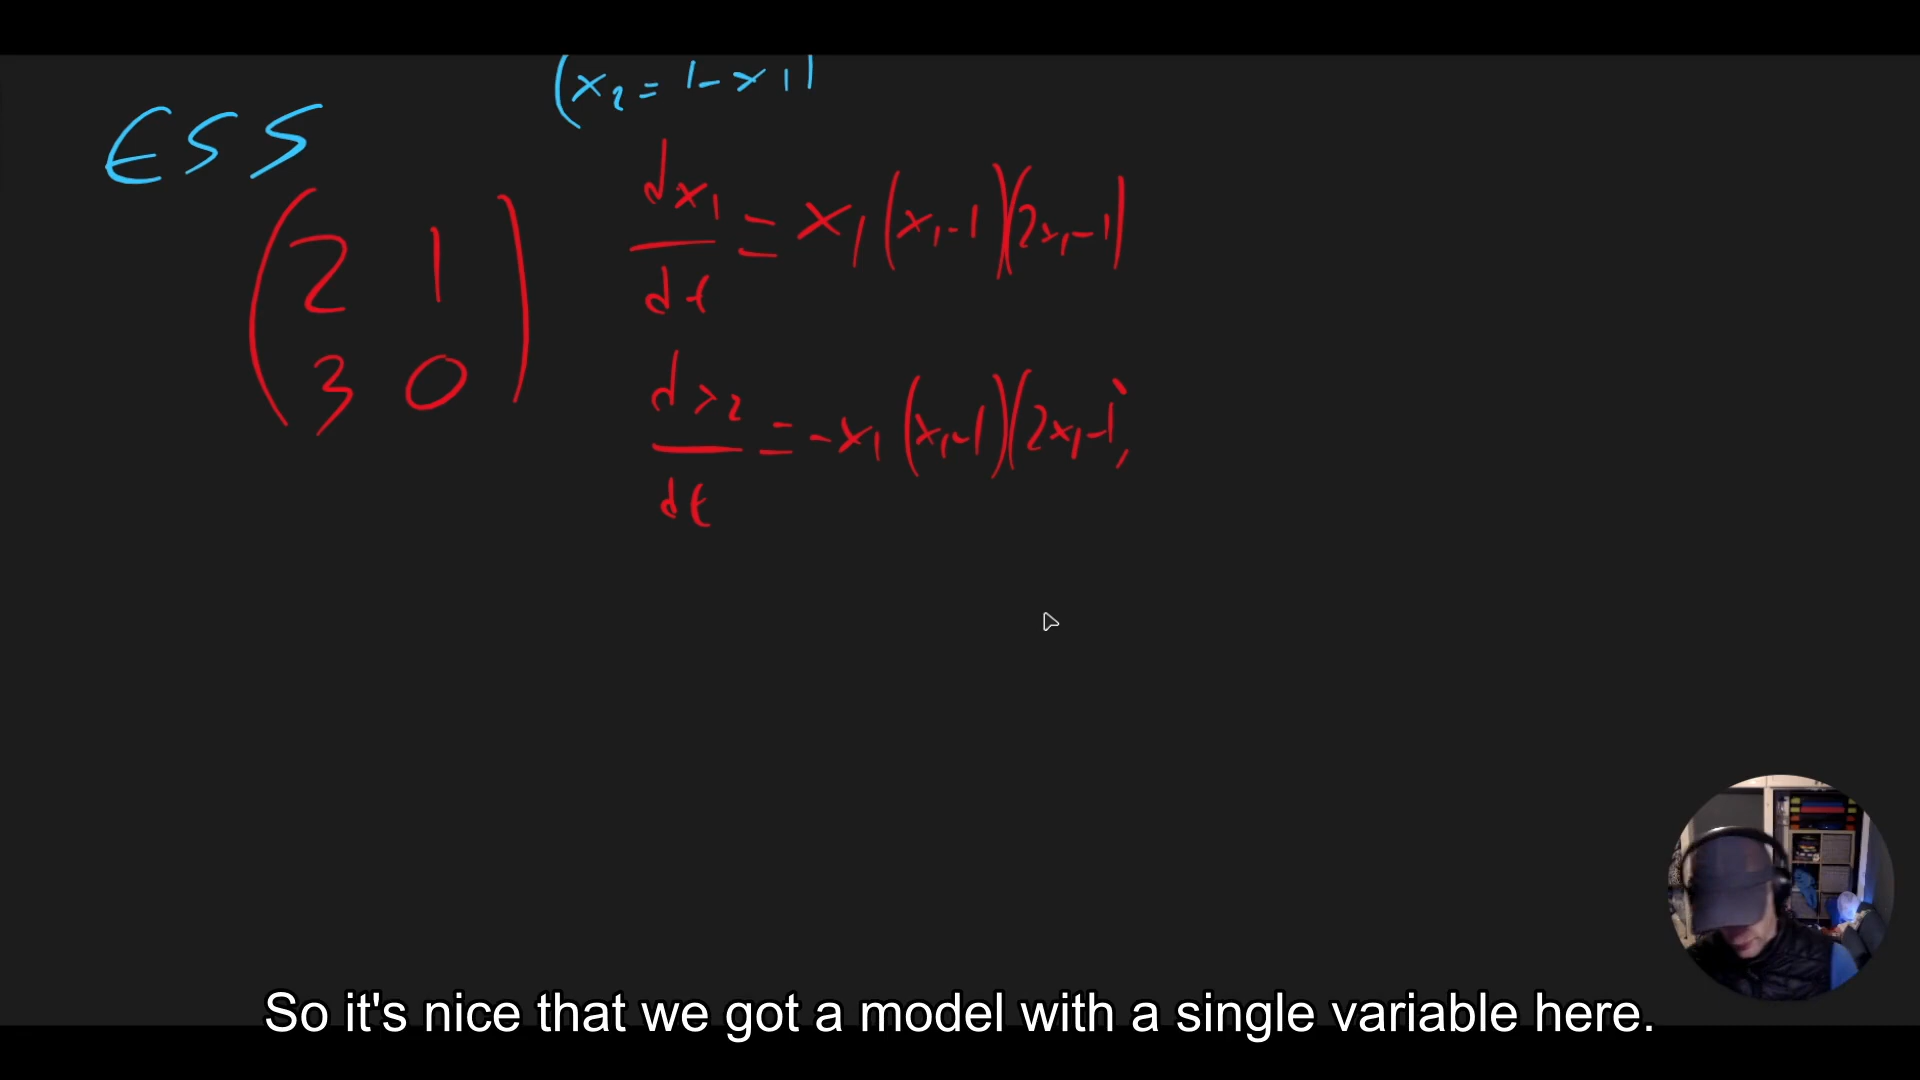 (x₂ = 1 - x₁)
ESS
(2 1
3 0)
dx₁/dt = x₁(x₁-1)(2x₁-1)
dx₂/dt = -x₁(x₁-1)(2x₁-1)
So it's nice that we got a model with a single variable here.